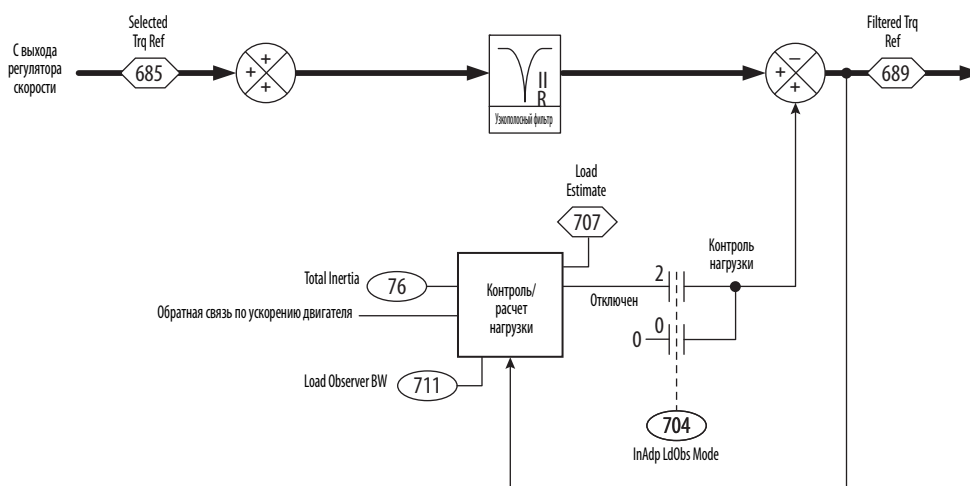 С выхода
регулятора
скорости
Selected
Trq Ref
685
+
+
+
II
R
Узкополосный фильтр
–
+
+
Filtered Trq
Ref
689
Load
Estimate
707
Total Inertia
76
Обратная связь по ускорению двигателя
Load Observer BW
711
Контроль/
расчет
нагрузки
Отключен
2
0
0
Контроль
нагрузки
704
InAdp LdObs Mode